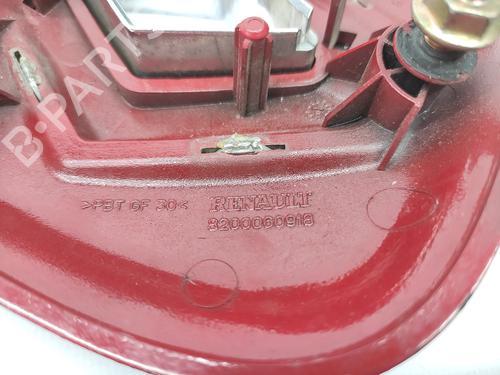 B-PARTS
>PBT GF 30<
RENAULT
8200060918